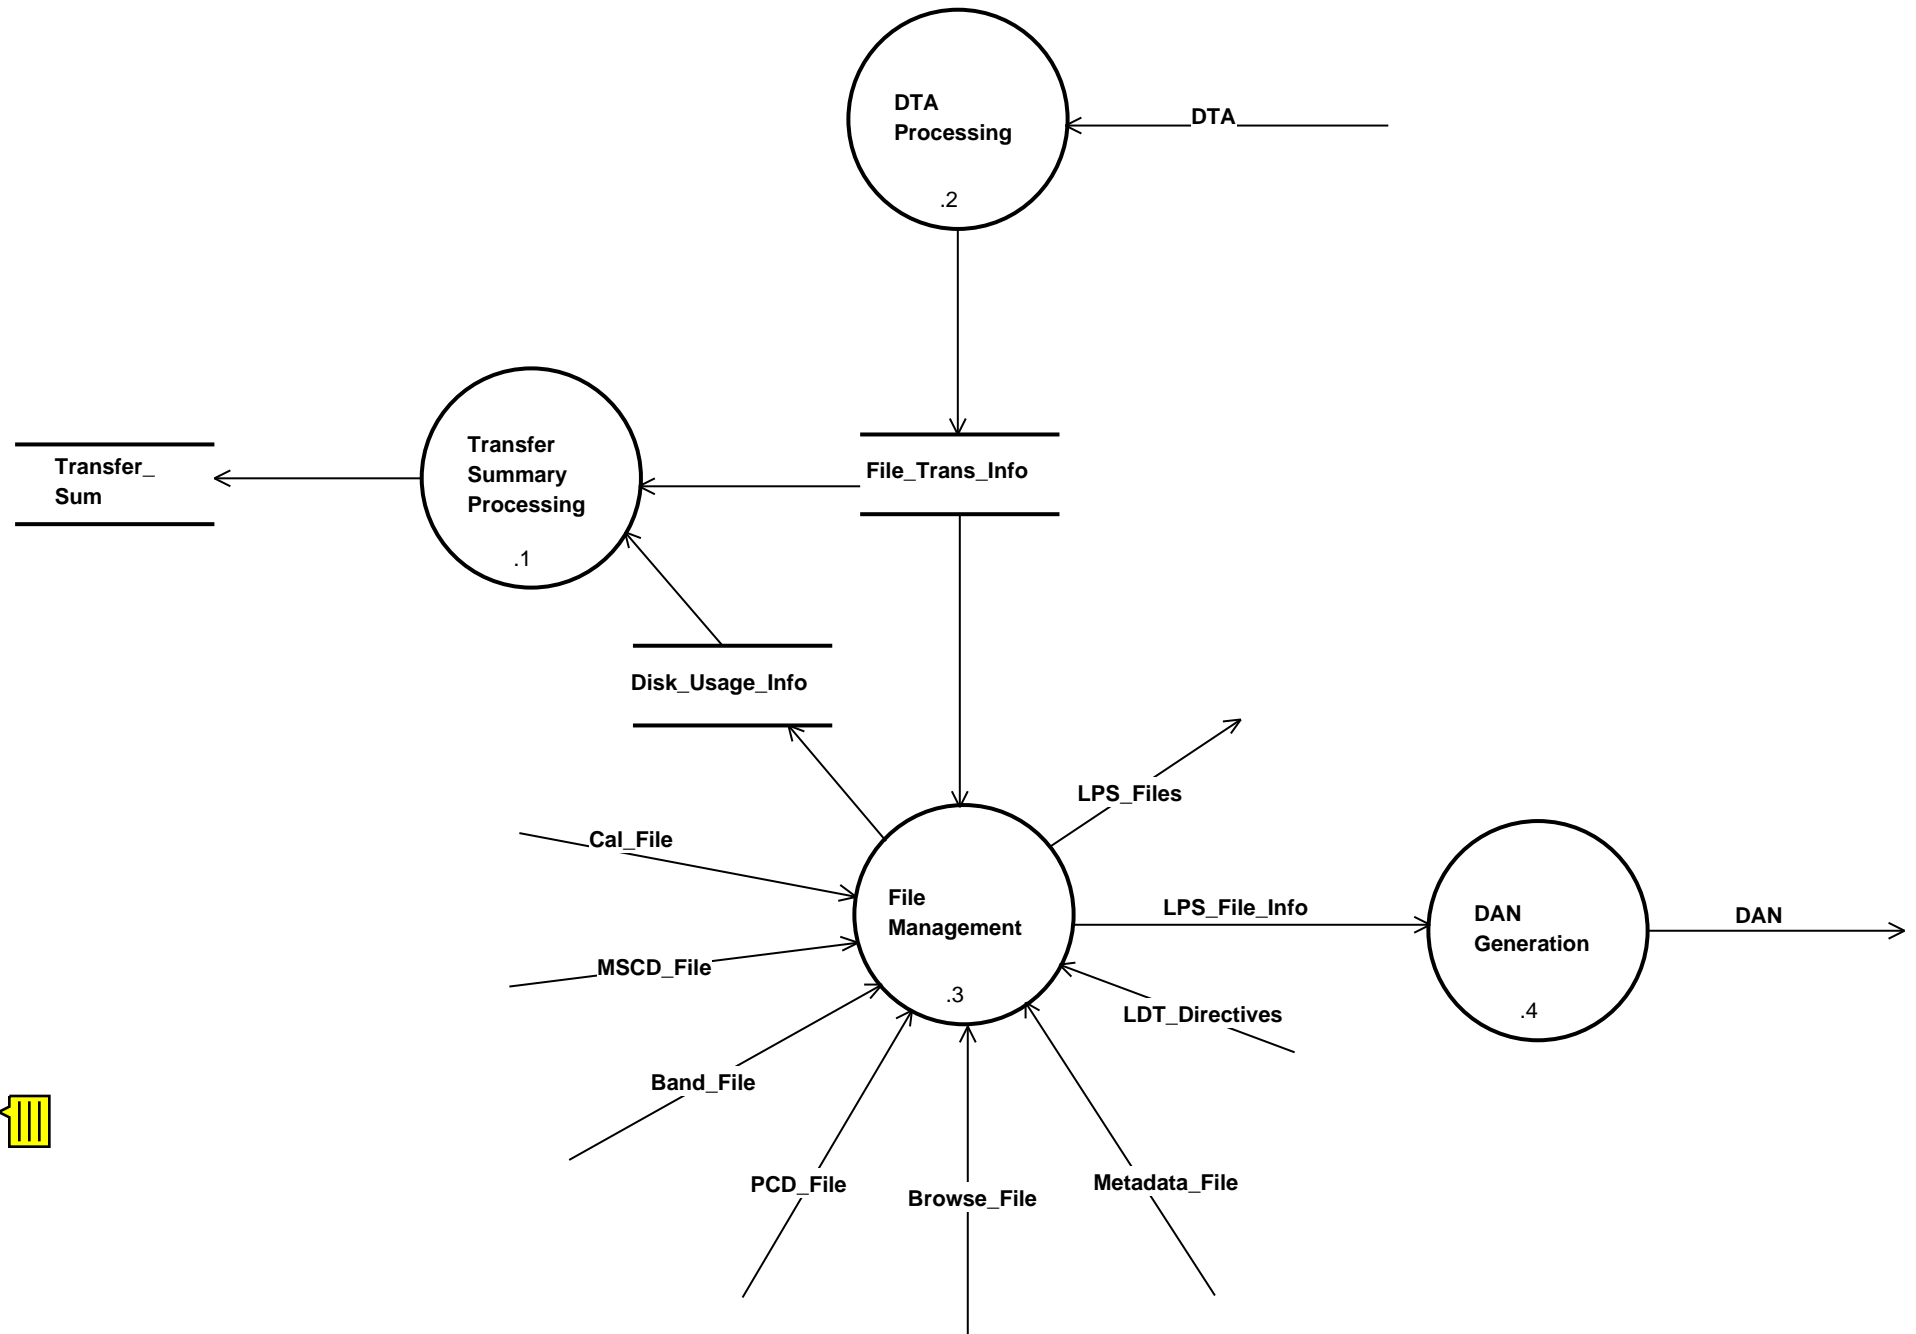 DTA
Processing
.2
DTA
Transfer
Summary
Processing
.1
Transfer_
Sum
File_Trans_Info
Disk_Usage_Info
LPS_Files
Cal_File
File
Management
.3
LPS_File_Info
DAN
Generation
.4
DAN
MSCD_File
LDT_Directives
Band_File
PCD_File
Browse_File
Metadata_File